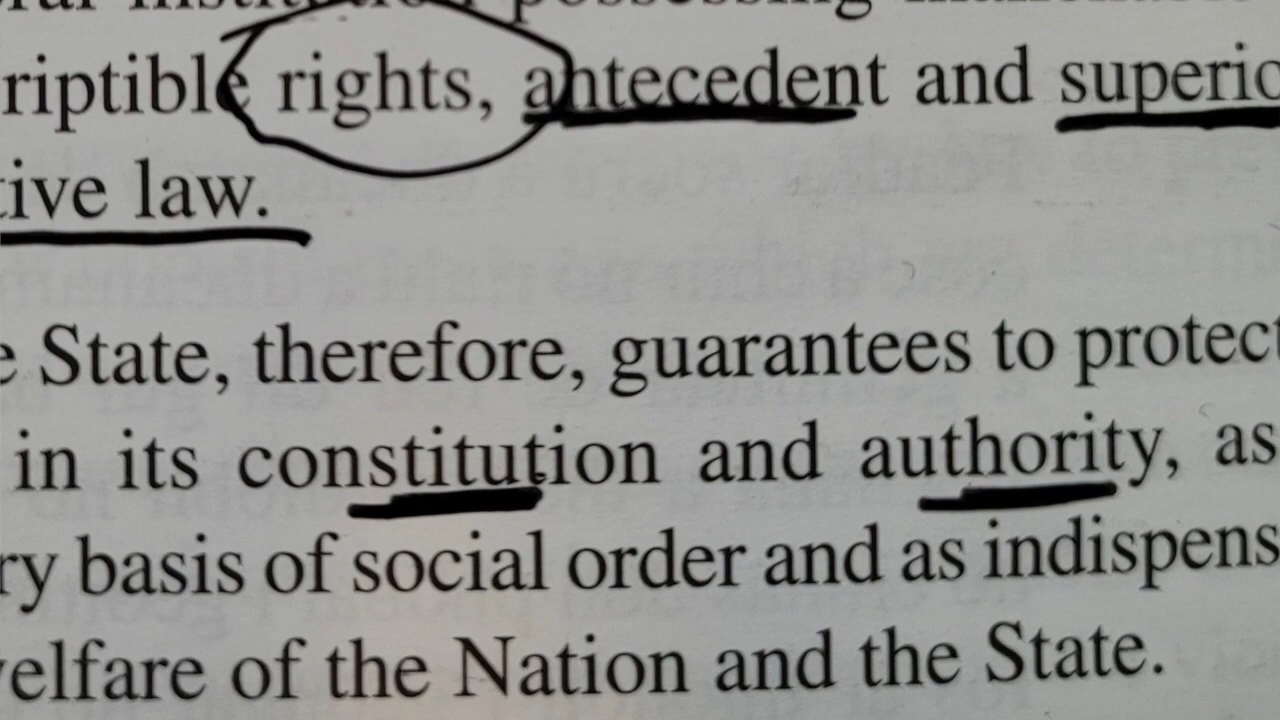 possessing
riptible rights, antecedent and superio
tive law.
e State, therefore, guarantees to protect
in its constitution and authority, as
ry basis of social order and as indispens
elfare of the Nation and the State.